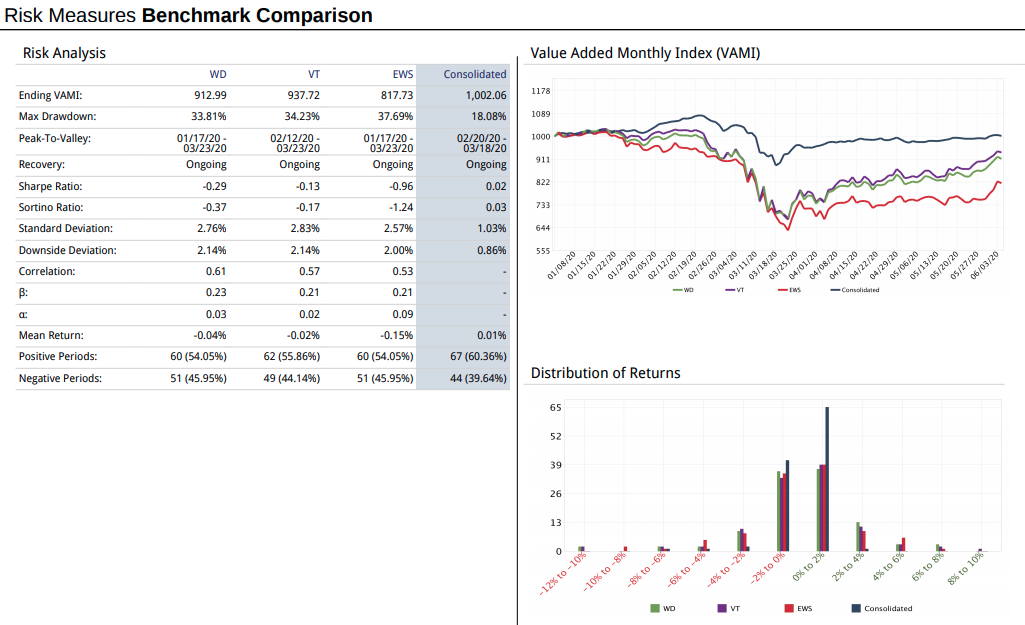 Risk Measures Benchmark Comparison
Risk Analysis
WD VT EWS Consolidated
Ending VAMI: 912.99 937.72 817.73 1,002.06
Max Drawdown: 33.81% 34.23% 37.69% 18.08%
Peak-To-Valley: 01/17/20 - 02/12/20 - 01/17/20 - 02/20/20 -
03/23/20 03/23/20 03/23/20 03/18/20
Recovery: Ongoing Ongoing Ongoing Ongoing
Sharpe Ratio: -0.29 -0.13 -0.96 0.02
Sortino Ratio: -0.37 -0.17 -1.24 0.03
Standard Deviation: 2.76% 2.83% 2.57% 1.03%
Downside Deviation: 2.14% 2.14% 2.00% 0.86%
Correlation: 0.61 0.57 0.53 -
β: 0.23 0.21 0.21 -
α: 0.03 0.02 0.09 -
Mean Return: -0.04% -0.02% -0.15% 0.01%
Positive Periods: 60 (54.05%) 62 (55.86%) 60 (54.05%) 67 (60.36%)
Negative Periods: 51 (45.95%) 49 (44.14%) 51 (45.95%) 44 (39.64%)
Value Added Monthly Index (VAMI)
1178
1089
1000
911
822
733
644
555
01/08/20 01/15/20 01/22/20 01/29/20 02/05/20 02/12/20 02/19/20 02/26/20 03/04/20 03/11/20 03/18/20 03/25/20 04/01/20 04/08/20 04/15/20 04/22/20 04/29/20 05/06/20 05/13/20 05/20/20 05/27/20 06/03/20
WD VT EWS Consolidated
Distribution of Returns
65
52
39
26
13
0
-12% to -10% -10% to -8% -8% to -6% -6% to -4% -4% to -2% -2% to 0% 0% to 2% 2% to 4% 4% to 6% 6% to 8% 8% to 10%
WD VT EWS Consolidated